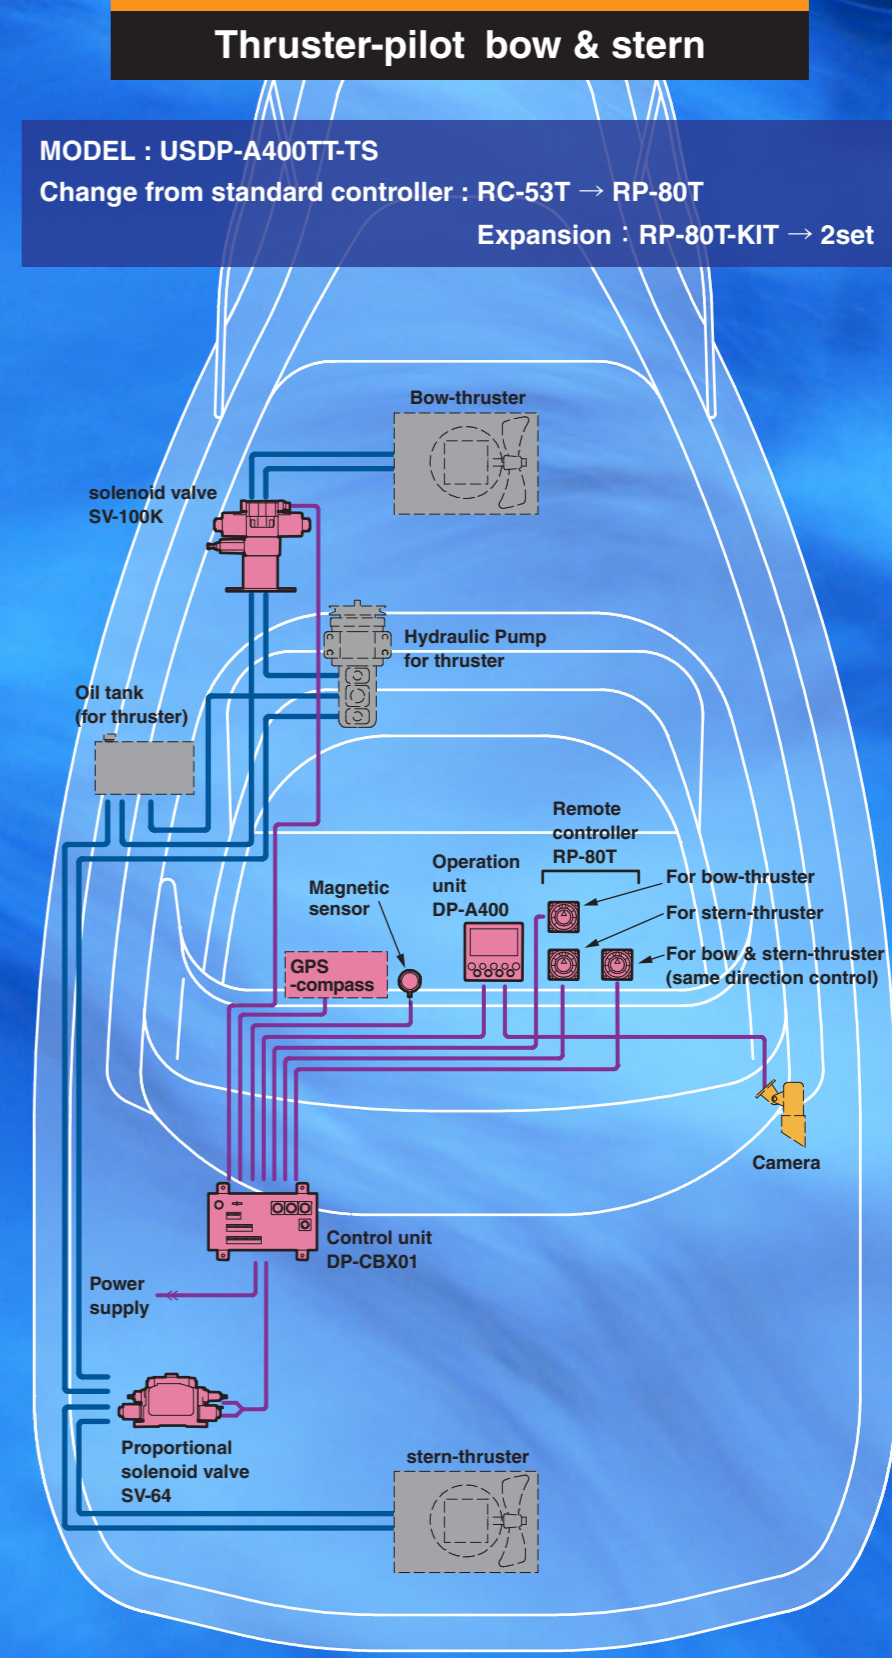 Thruster-pilot bow & stern
MODEL : USDP-A400TT-TS
Change from standard controller : RC-53T → RP-80T
Expansion : RP-80T-KIT → 2set
Bow-thruster
solenoid valve
SV-100K
Hydraulic Pump
for thruster
Oil tank
(for thruster)
Remote
controller
RP-80T
Operation
unit
DP-A400
For bow-thruster
Magnetic
sensor
For stern-thruster
For bow & stern-thruster
(same direction control)
GPS
-compass
Camera
Control unit
DP-CBX01
Power
supply
Proportional
solenoid valve
SV-64
stern-thruster